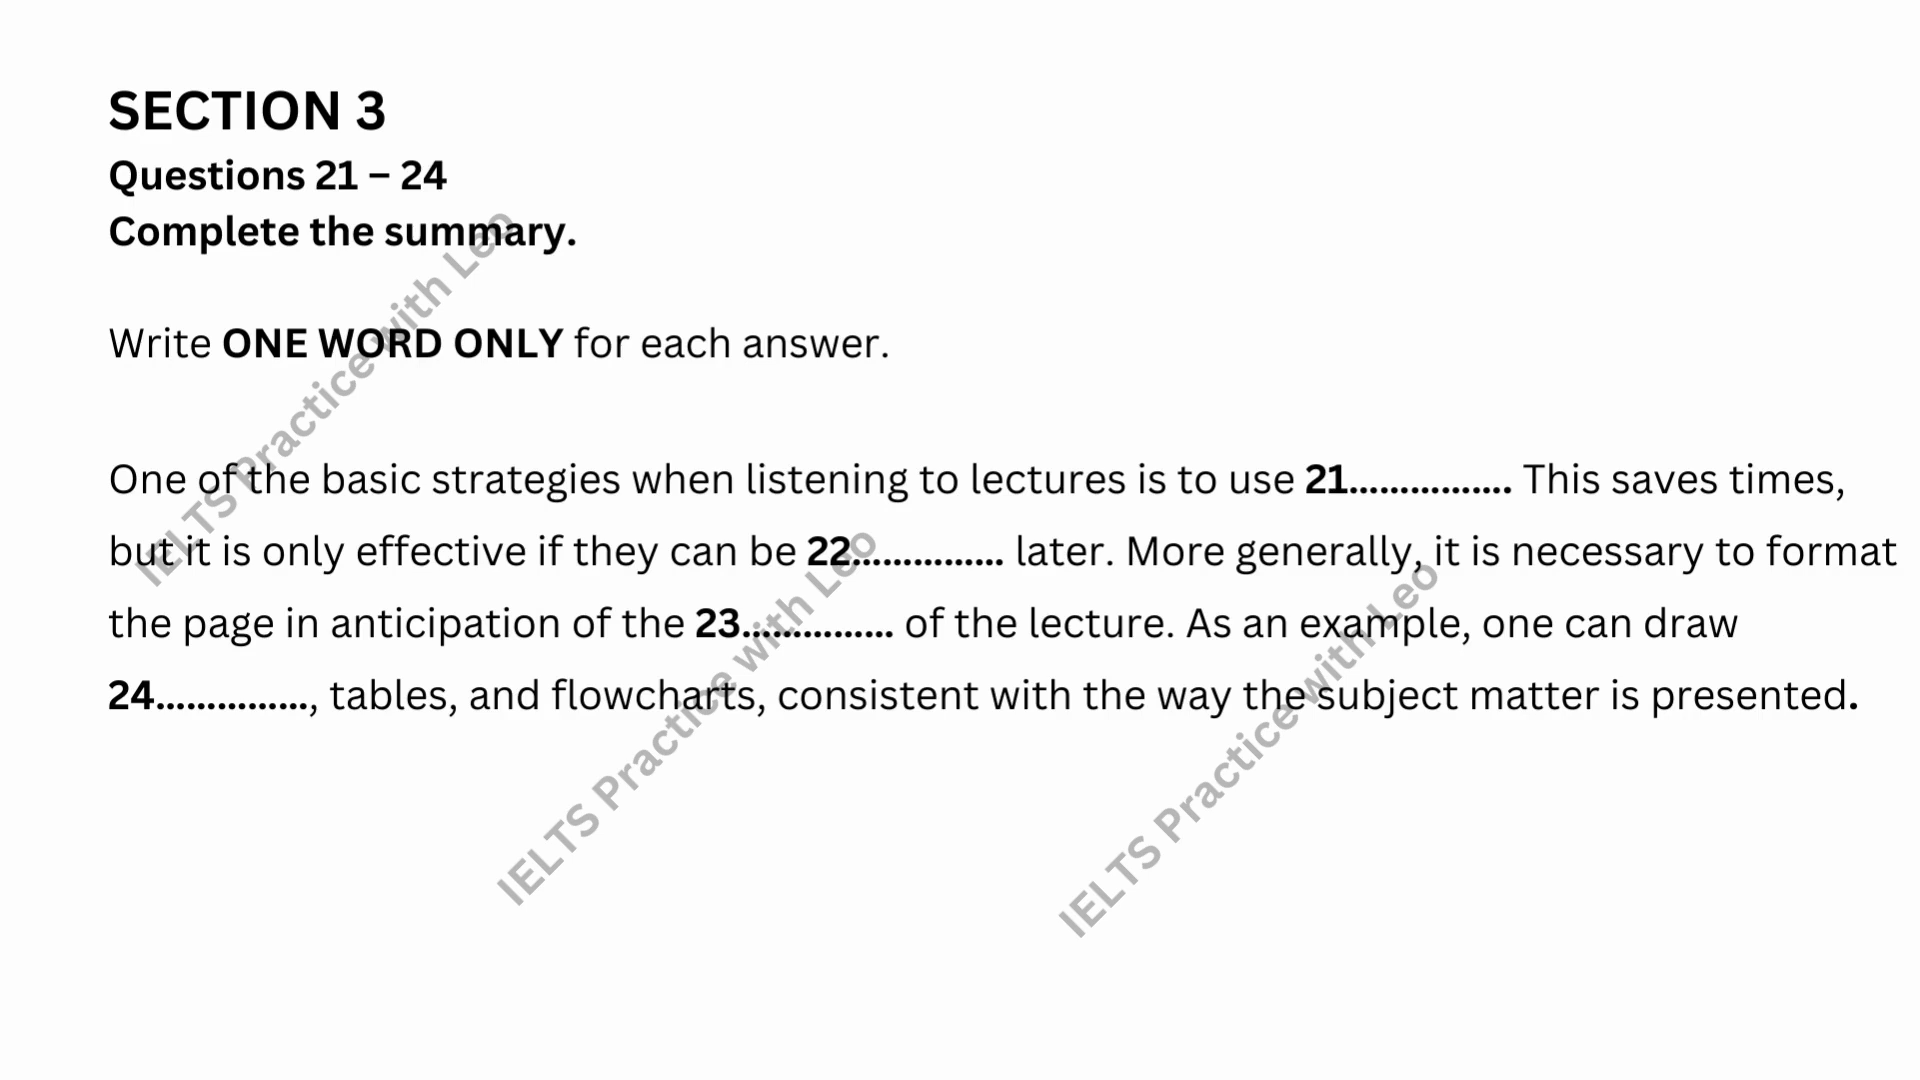 SECTION 3
Questions 21 – 24
Complete the summary.
Write ONE WORD ONLY for each answer.
One of the basic strategies when listening to lectures is to use 21................ This saves times,
but it is only effective if they can be 22............... later. More generally, it is necessary to format
the page in anticipation of the 23............... of the lecture. As an example, one can draw
24..............., tables, and flowcharts, consistent with the way the subject matter is presented.
IELTS Practice with Leo
IELTS Practice with Leo
IELTS Practice with Leo